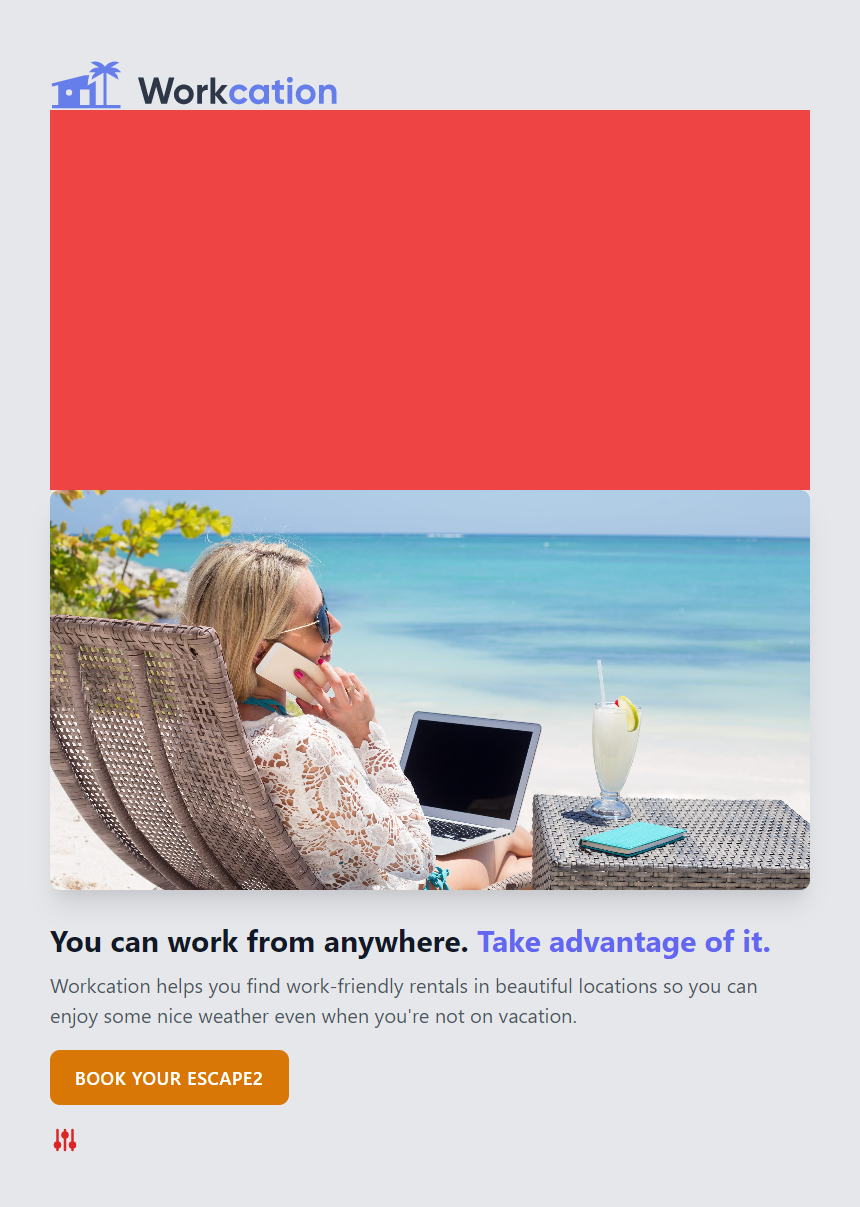 Workcation
You can work from anywhere. Take advantage of it.
Workcation helps you find work-friendly rentals in beautiful locations so you can
enjoy some nice weather even when you're not on vacation.
BOOK YOUR ESCAPE2